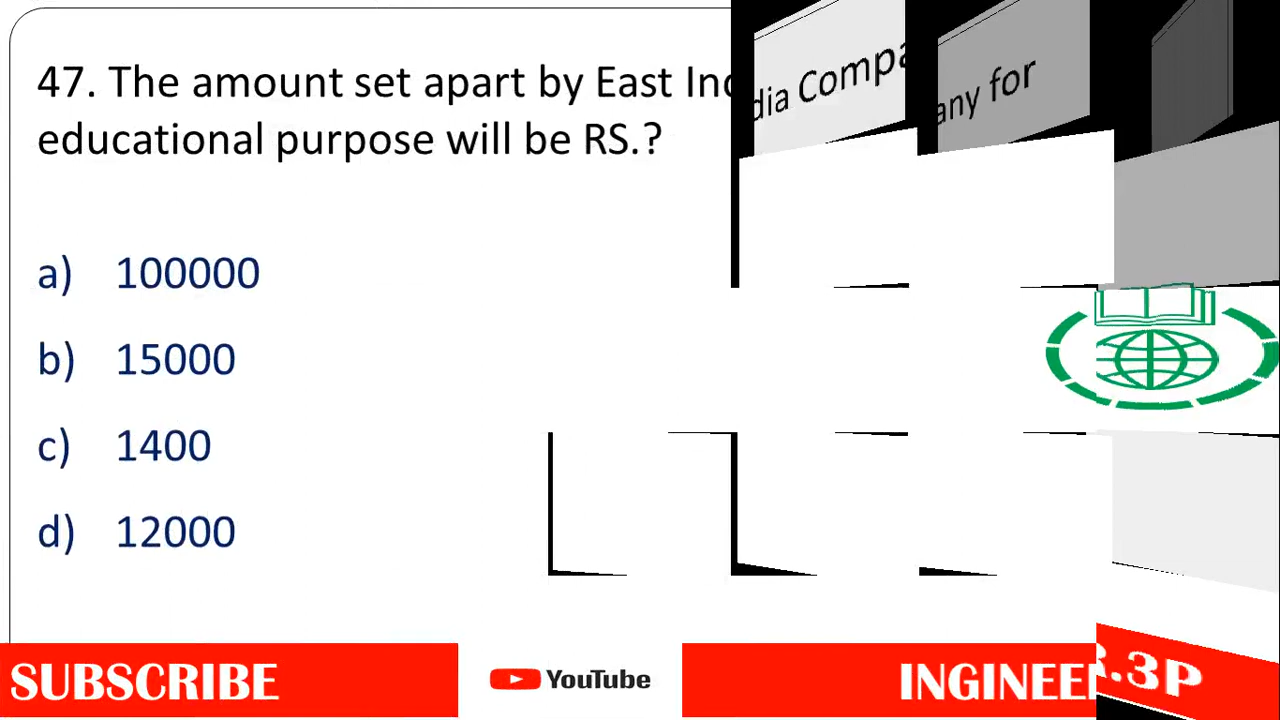 47. The amount set apart by East India Company for
educational purpose will be RS.?
a) 100000
b) 15000
c) 1400
d) 12000
SUBSCRIBE YouTube INGINEER.3P